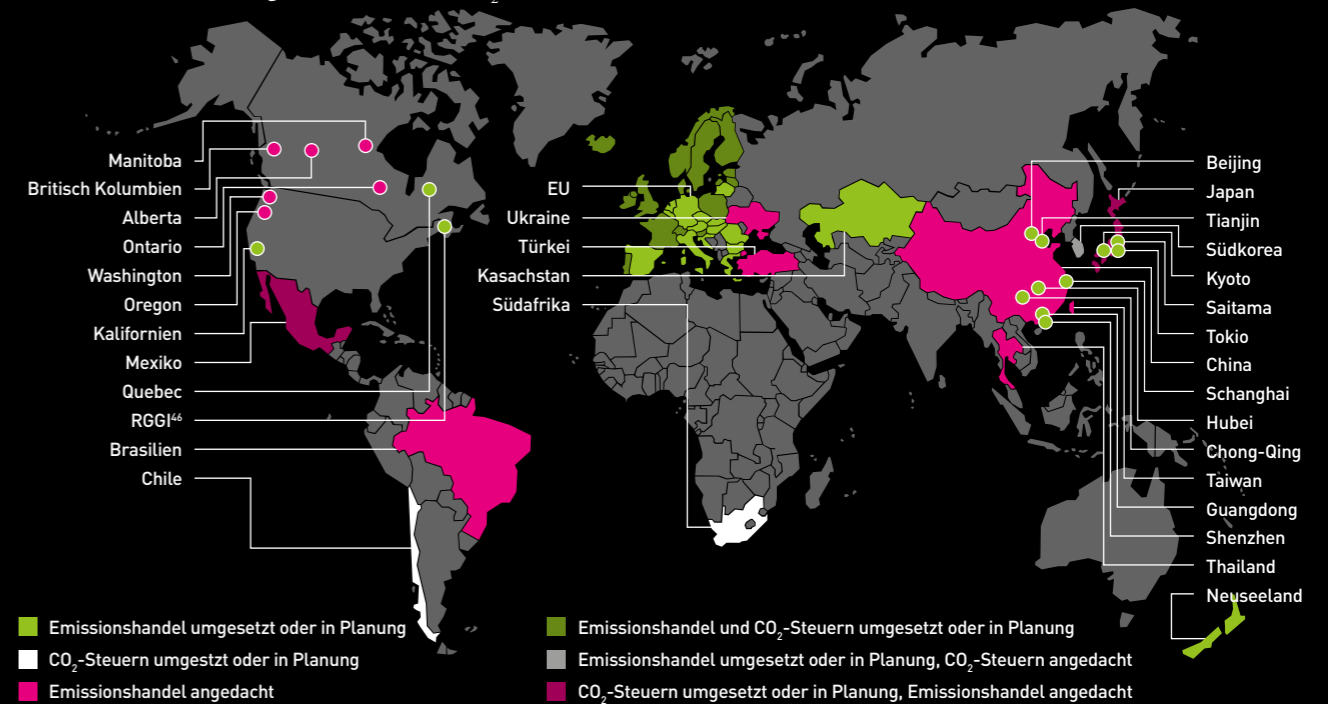 Manitoba
Britisch Kolumbien
Alberta
Ontario
Washington
Oregon
Kalifornien
Mexiko
Quebec
RGGI⁴⁶
Brasilien
Chile
EU
Ukraine
Türkei
Kasachstan
Südafrika
Beijing
Japan
Tianjin
Südkorea
Kyoto
Saitama
Tokio
China
Schanghai
Hubei
Chong-Qing
Taiwan
Guangdong
Shenzhen
Thailand
Neuseeland
Emissionshandel umgesetzt oder in Planung
CO₂-Steuern umgestzt oder in Planung
Emissionshandel angedacht
Emissionshandel und CO₂-Steuern umgesetzt oder in Planung
Emissionshandel umgesetzt oder in Planung, CO₂-Steuern angedacht
CO₂-Steuern umgesetzt oder in Planung, Emissionshandel angedacht